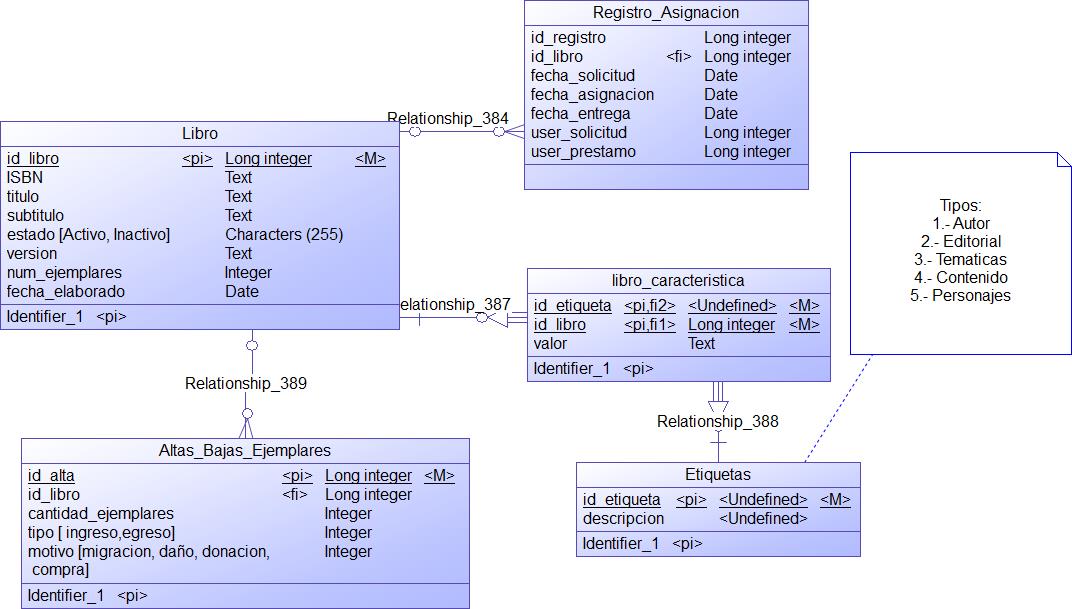 Registro_Asignacion
id_registro Long integer
id_libro <fi> Long integer
fecha_solicitud Date
fecha_asignacion Date
fecha_entrega Date
user_solicitud Long integer
user_prestamo Long integer
Relationship_384
Libro
id_libro <pi> Long integer <M>
ISBN Text
titulo Text
subtitulo Text
estado [Activo, Inactivo] Characters (255)
version Text
num_ejemplares Integer
fecha_elaborado Date
Identifier_1 <pi>
Tipos:
1.- Autor
2.- Editorial
3.- Tematicas
4.- Contenido
5.- Personajes
elationship_387
libro_caracteristica
id_etiqueta <pi,fi2> <Undefined> <M>
id_libro <pi,fi1> Long integer <M>
valor Text
Identifier_1 <pi>
Relationship_389
Relationship_388
Altas_Bajas_Ejemplares
id_alta <pi> Long integer <M>
id_libro <fi> Long integer
cantidad_ejemplares Integer
tipo [ ingreso,egreso] Integer
motivo [migracion, daño, donacion, Integer
compra]
Identifier_1 <pi>
Etiquetas
id_etiqueta <pi> <Undefined> <M>
descripcion <Undefined>
Identifier_1 <pi>